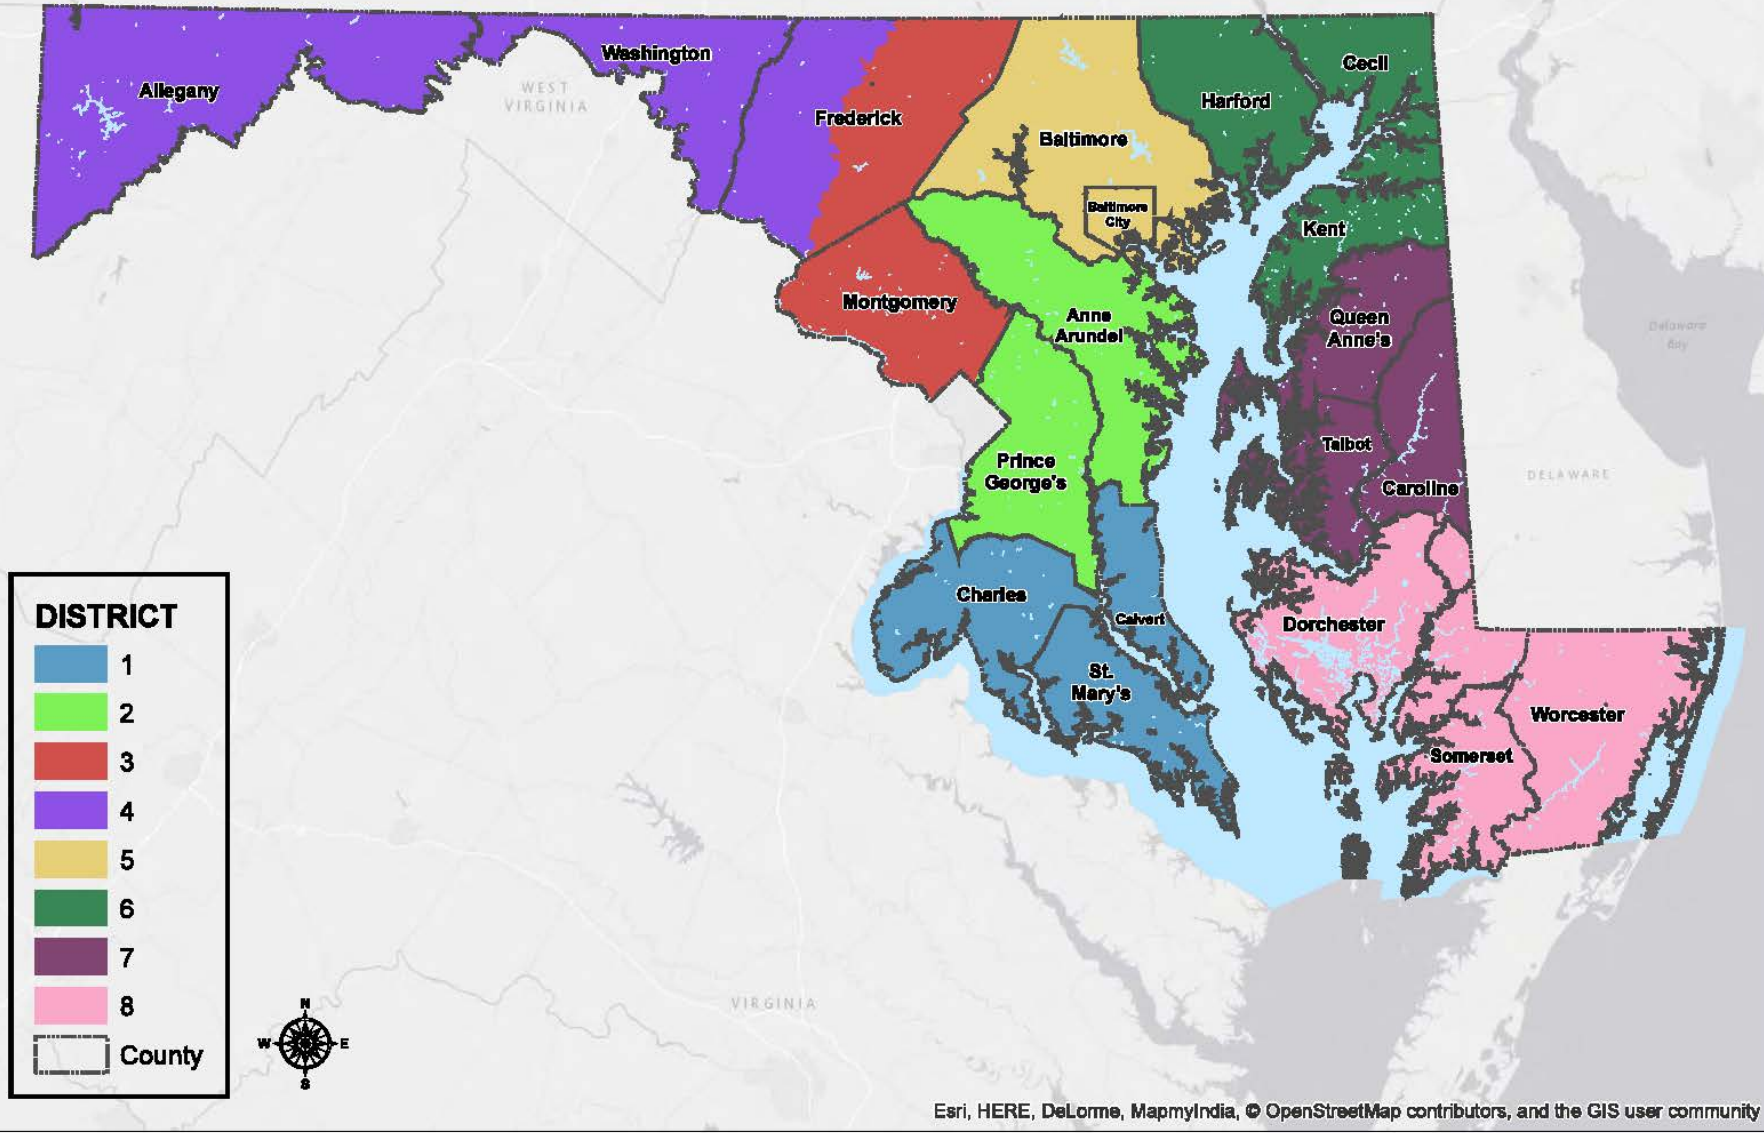 Washington
Cecil
Allegany
WEST
VIRGINIA
Harford
Frederick
Baltimore
Baltimore
City
Kent
Montgomery
Anne
Arundel
Queen
Anne's
Delaware
Bay
Talbot
Prince
George's
Caroline
DELAWARE
Charles
Calvert
Dorchester
St.
Mary's
Worcester
Somerset
DISTRICT
1
2
3
4
5
6
7
8
County
N
W
E
S
VIRGINIA
Esri, HERE, DeLorme, MapmyIndia, © OpenStreetMap contributors, and the GIS user community